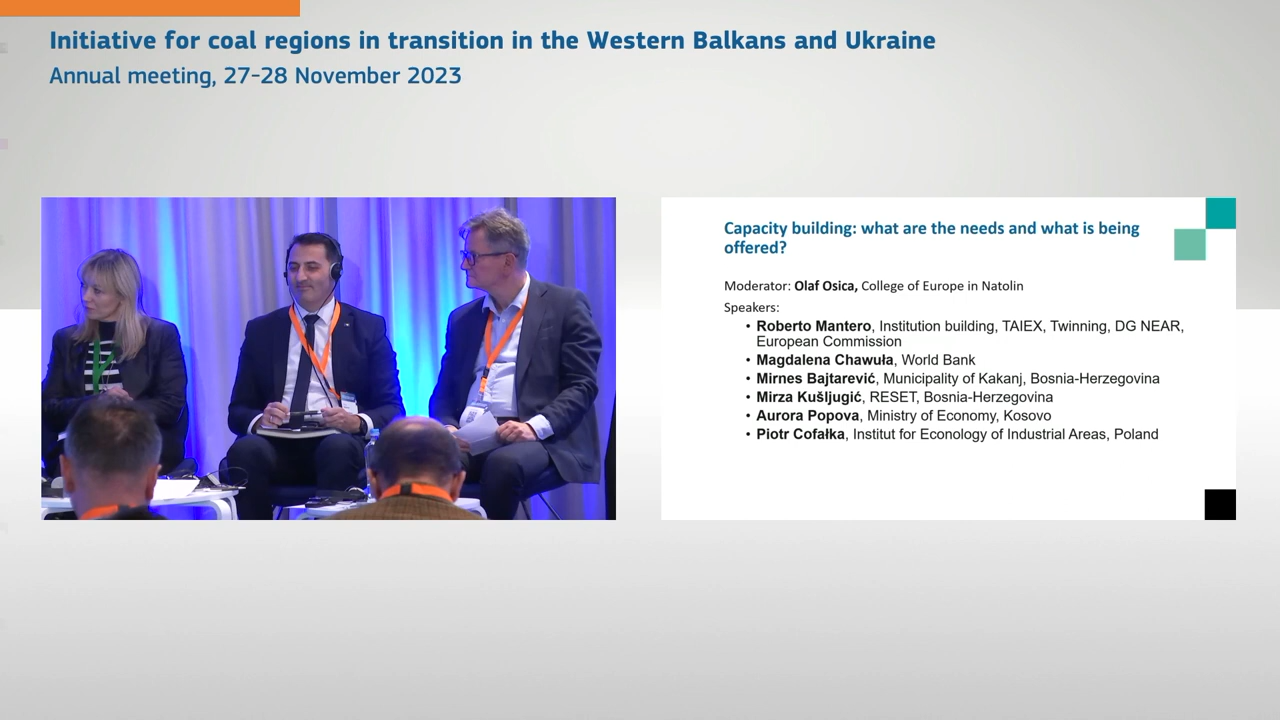 Initiative for coal regions in transition in the Western Balkans and Ukraine
Annual meeting, 27-28 November 2023
Capacity building: what are the needs and what is being
offered?
Moderator: Olaf Osica, College of Europe in Natolin
Speakers:
• Roberto Mantero, Institution building, TAIEX, Twinning, DG NEAR,
European Commission
• Magdalena Chawuła, World Bank
• Mirnes Bajtarević, Municipality of Kakanj, Bosnia-Herzegovina
• Mirza Kušljugić, RESET, Bosnia-Herzegovina
• Aurora Popova, Ministry of Economy, Kosovo
• Piotr Cofałka, Institut for Econology of Industrial Areas, Poland